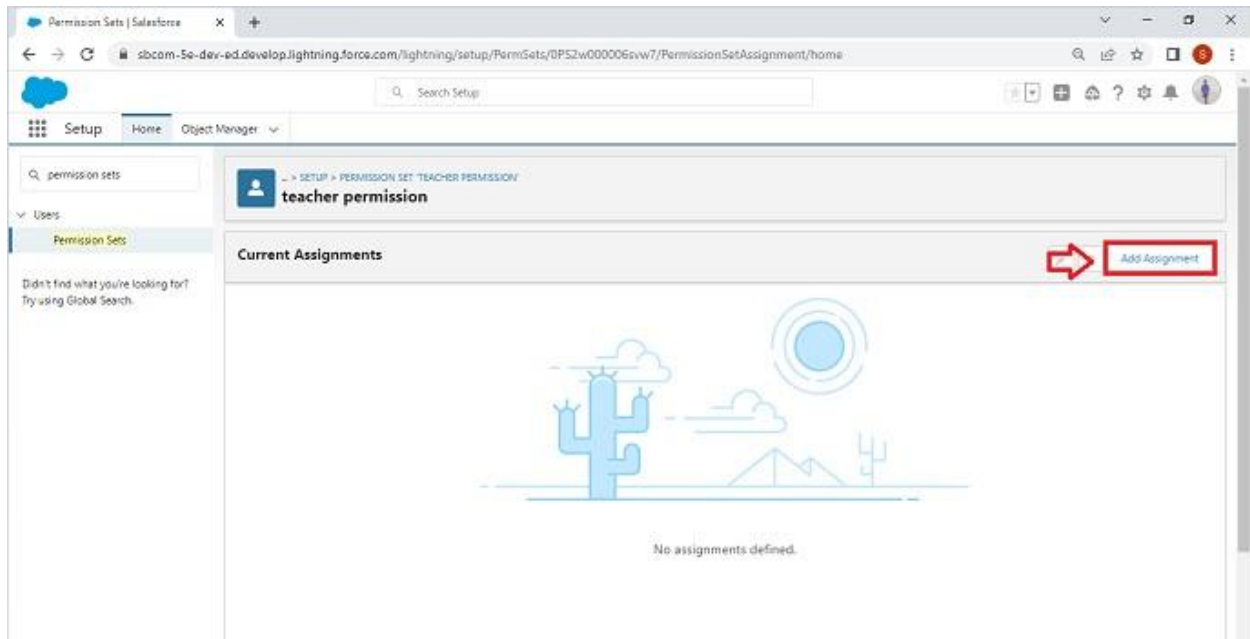 Permission Sets | Salesforce
sbcom-5e-dev-ed.develop.lightning.force.com/lightning/setup/PermSets/0PS2w000006svw7/PermissionSetAssignment/home
S
Search Setup
Setup
Home
Object Manager
permission sets
.. > SETUP > PERMISSION SET 'TEACHER PERMISSION'
teacher permission
Users
Permission Sets
Current Assignments
Add Assignment
Didn't find what you're looking for?
Try using Global Search.
No assignments defined.